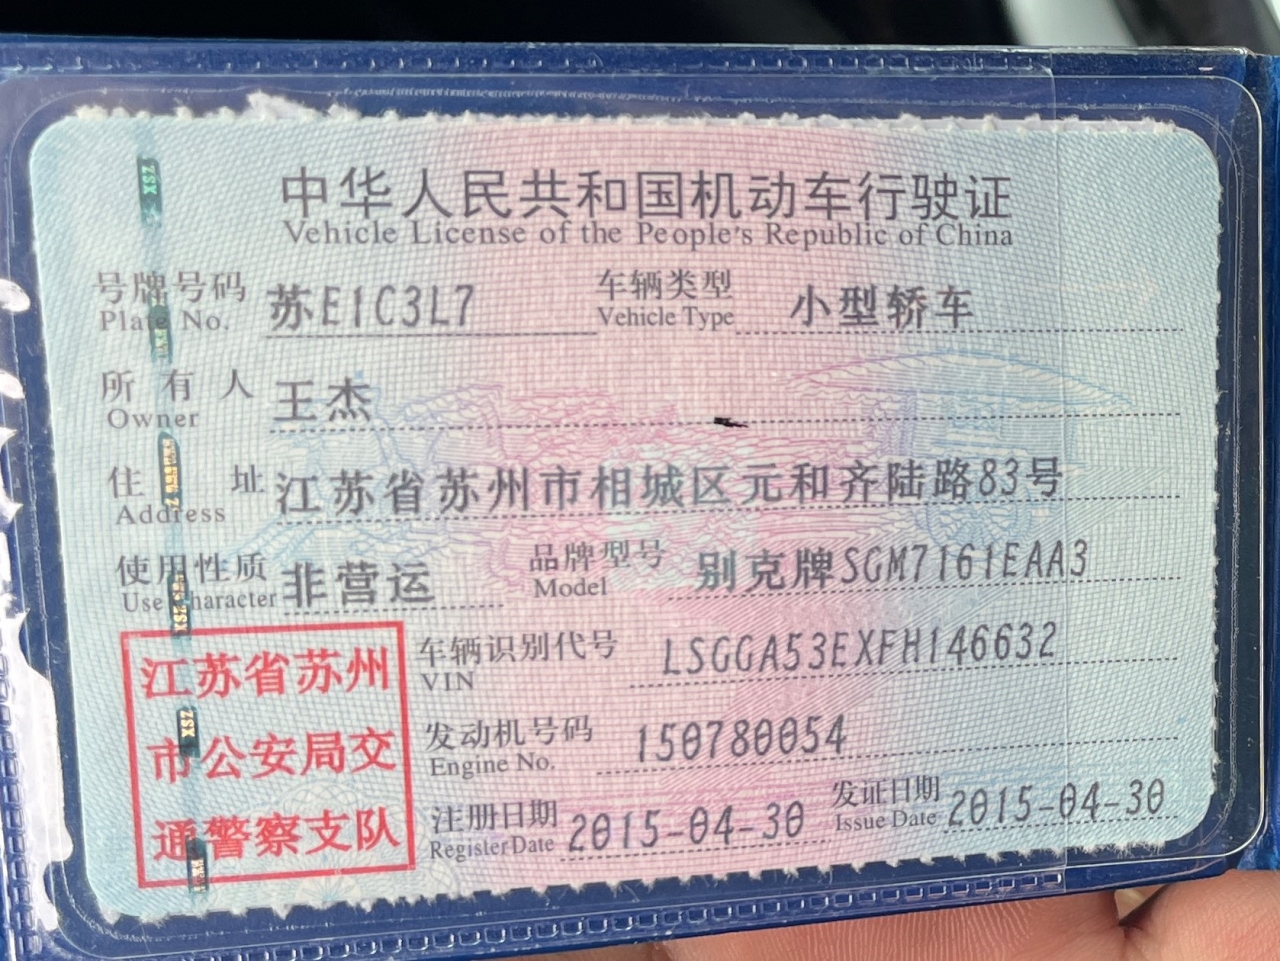 中华人民共和国机动车行驶证
Vehicle License of the People's Republic of China
号牌号码 苏E1C3L7 车辆类型 小型轿车
Plate No. Vehicle Type
所有人 王杰
Owner
住址 江苏省苏州市相城区元和齐陆路83号
Address
使用性质 非营运 品牌型号 别克牌SGM7161EAA3
Use Character Model
车辆识别代号 LSGGA53EXFH146632
VIN
发动机号码 150780054
Engine No.
注册日期 2015-04-30 发证日期 2015-04-30
Register Date Issue Date
江苏省苏州
市公安局交
通警察支队